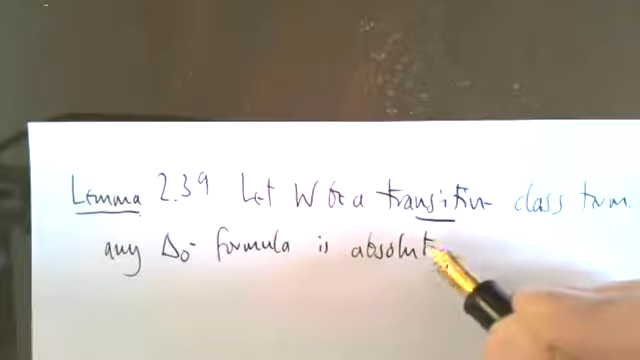 Lemma 2.39 Let W be a transitive class term
any Δ₀- formula is absolut